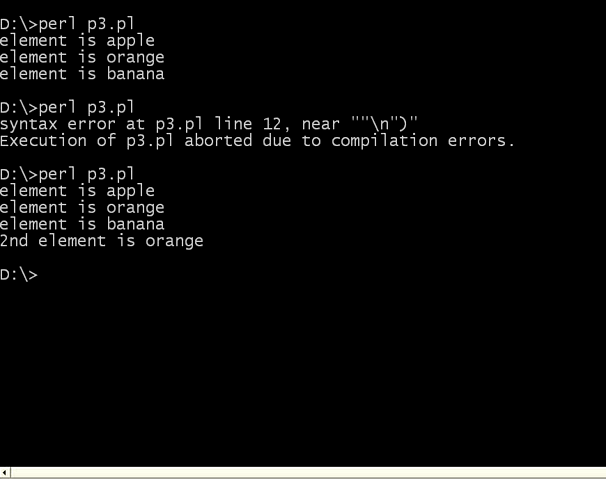 D:\>perl p3.pl
element is apple
element is orange
element is banana
D:\>perl p3.pl
syntax error at p3.pl line 12, near ""\n")"
Execution of p3.pl aborted due to compilation errors.
D:\>perl p3.pl
element is apple
element is orange
element is banana
2nd element is orange
D:\>